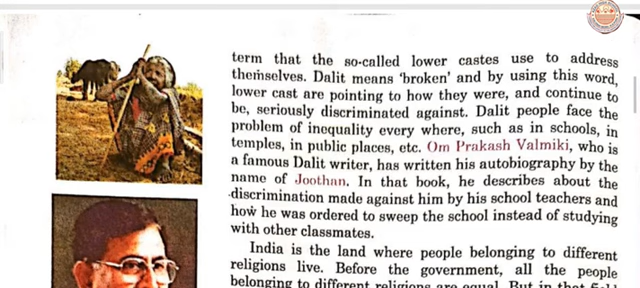 term that the so-called lower castes use to address
themselves. Dalit means 'broken' and by using this word,
lower cast are pointing to how they were, and continue to
be, seriously discriminated against. Dalit people face the
problem of inequality every where, such as in schools, in
temples, in public places, etc. Om Prakash Valmiki, who is
a famous Dalit writer, has written his autobiography by the
name of Joothan. In that book, he describes about the
discrimination made against him by his school teachers and
how he was ordered to sweep the school instead of studying
with other classmates.
India is the land where people belonging to different
religions live. Before the government, all the people
belonging to different religions are equal. But in that field